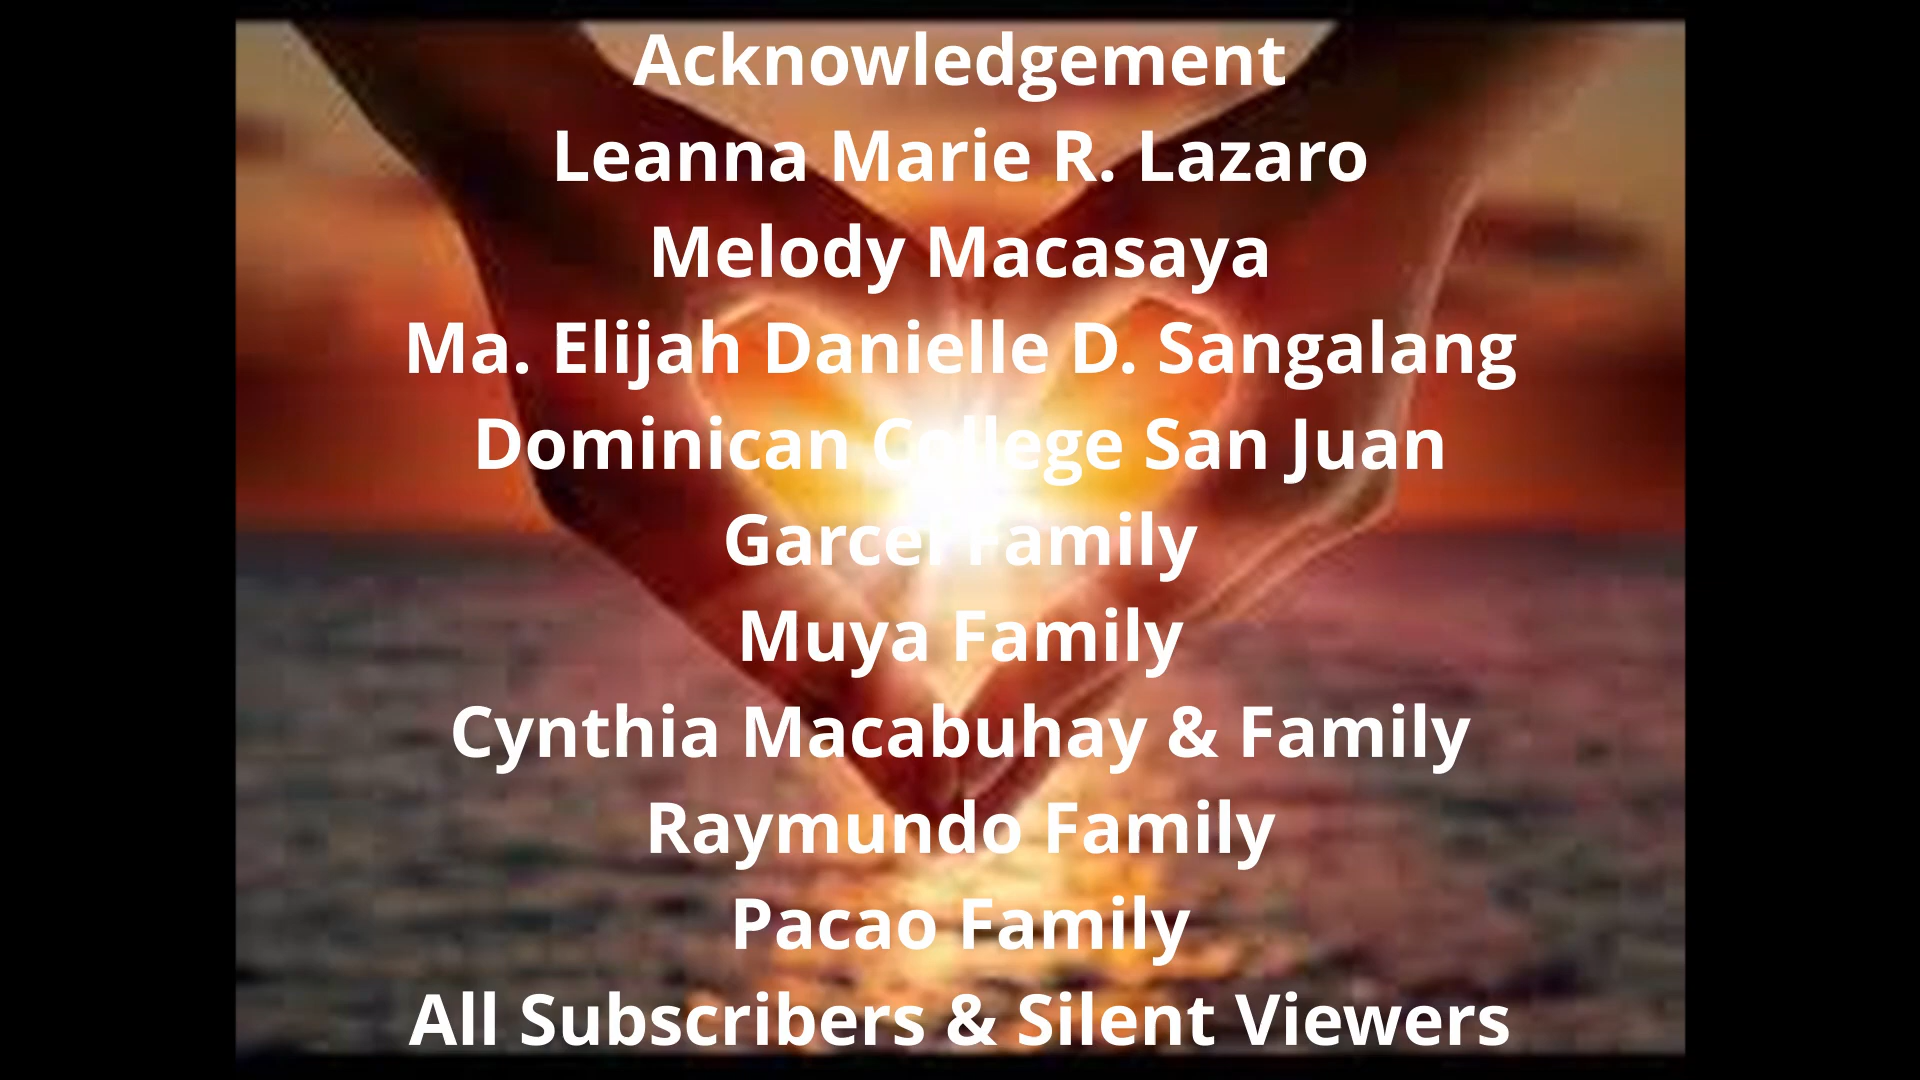 Acknowledgement
Leanna Marie R. Lazaro
Melody Macasaya
Ma. Elijah Danielle D. Sangalang
Dominican College San Juan
Garcel Family
Muya Family
Cynthia Macabuhay & Family
Raymundo Family
Pacao Family
All Subscribers & Silent Viewers